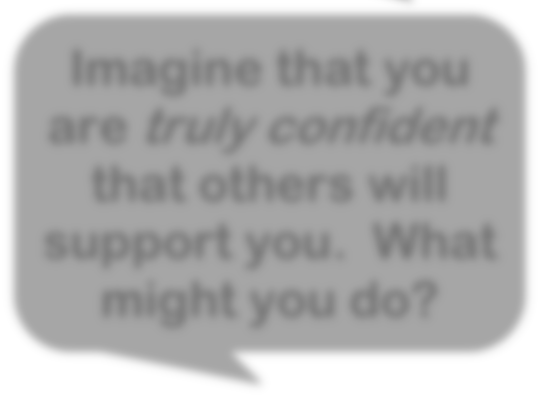 Imagine that you
are truly confident
that others will
support you.  What
might you do?